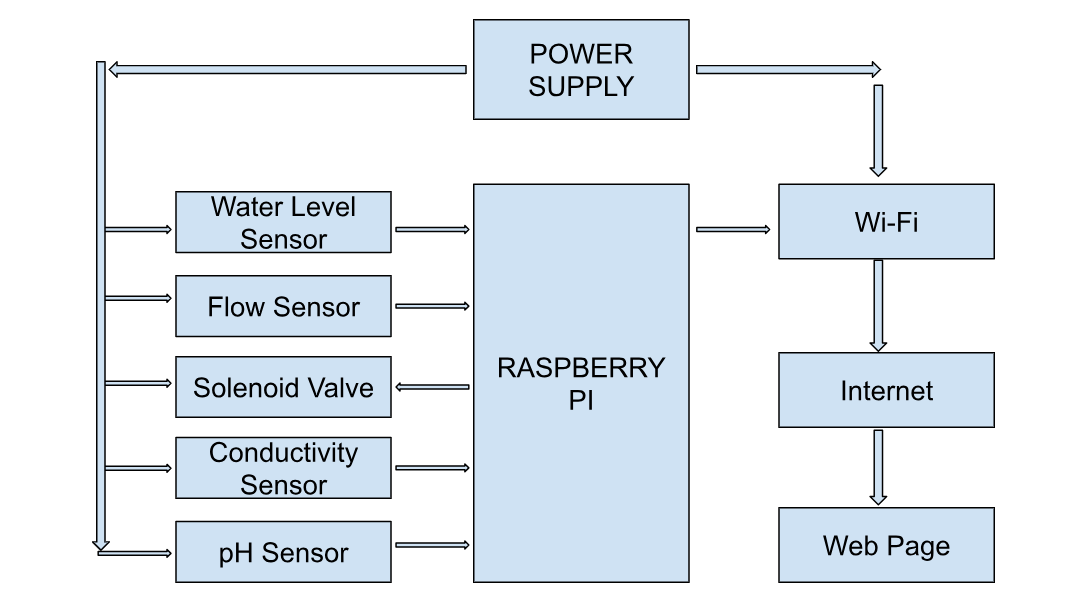 POWER
SUPPLY
Water Level
Sensor
Flow Sensor
Solenoid Valve
Conductivity
Sensor
pH Sensor
RASPBERRY
PI
Wi-Fi
Internet
Web Page